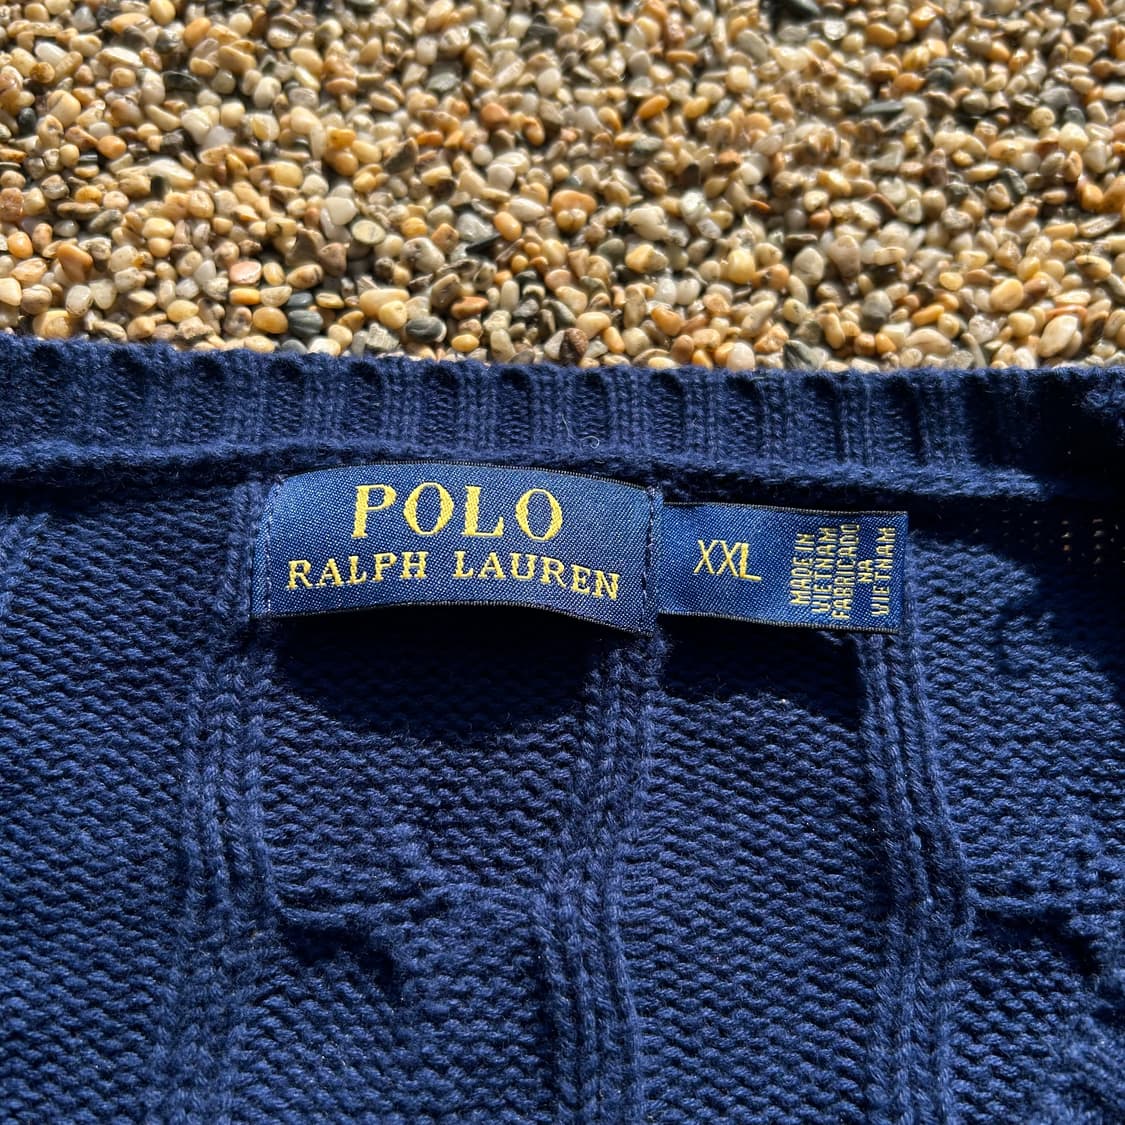 POLO
RALPH LAUREN
XXL
MADE IN
VIETNAM
FABRICADO
NA
VIETNAM